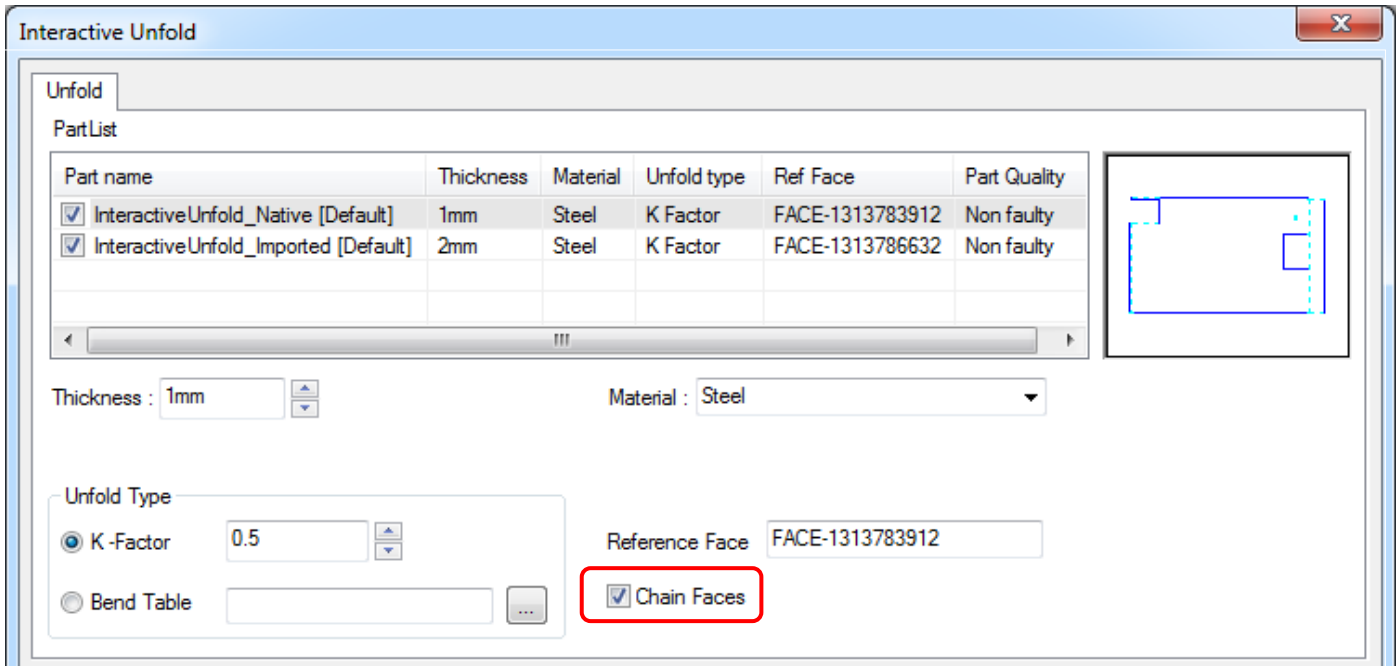 Interactive Unfold
x
Unfold
PartList
Part name Thickness Material Unfold type Ref Face Part Quality
InteractiveUnfold_Native [Default] 1mm Steel K Factor FACE-1313783912 Non faulty
InteractiveUnfold_Imported [Default] 2mm Steel K Factor FACE-1313786632 Non faulty
Thickness : 1mm Material : Steel
Unfold Type
K -Factor 0.5 Reference Face FACE-1313783912
Bend Table ... Chain Faces